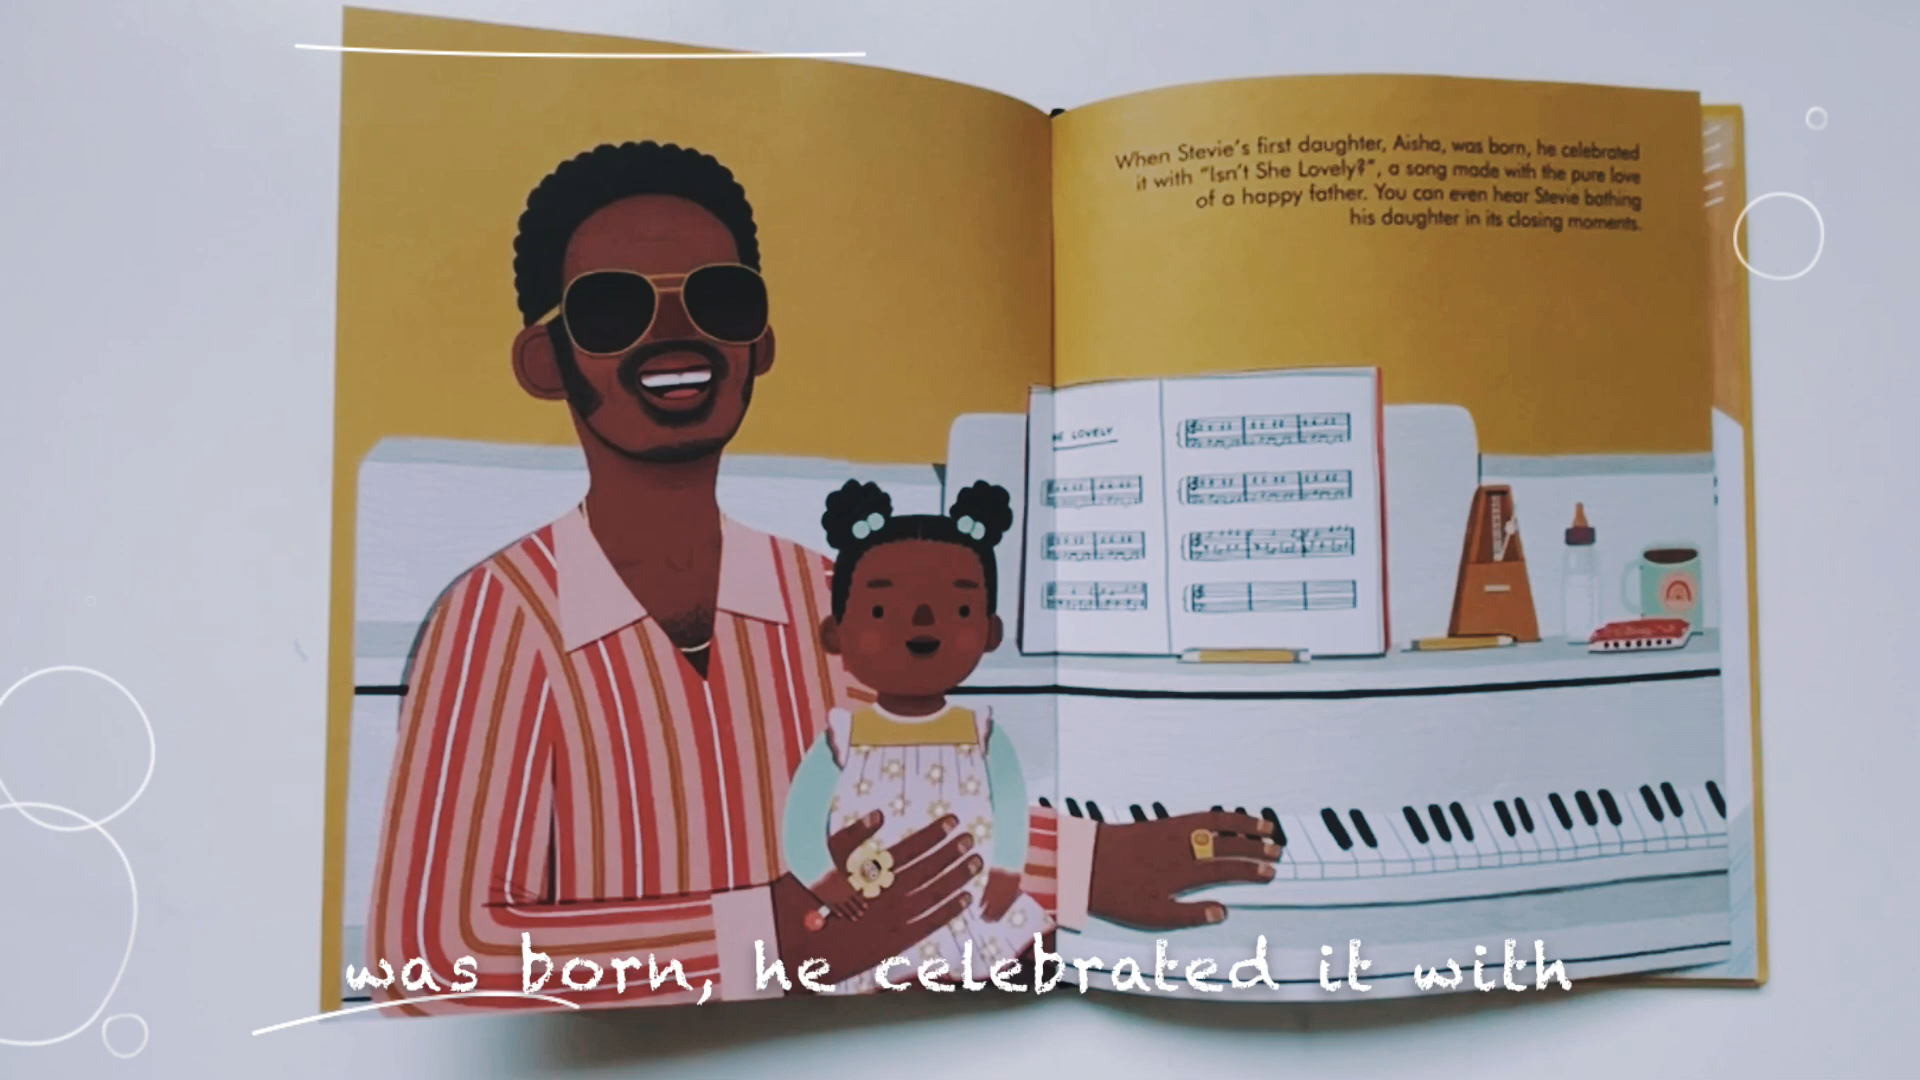 When Stevie's first daughter, Aisha, was born, he celebrated
it with "Isn't She Lovely?", a song made with the pure love
of a happy father. You can even hear Stevie bathing
his daughter in its closing moments.
HE LOVELY
was born, he celebrated it with